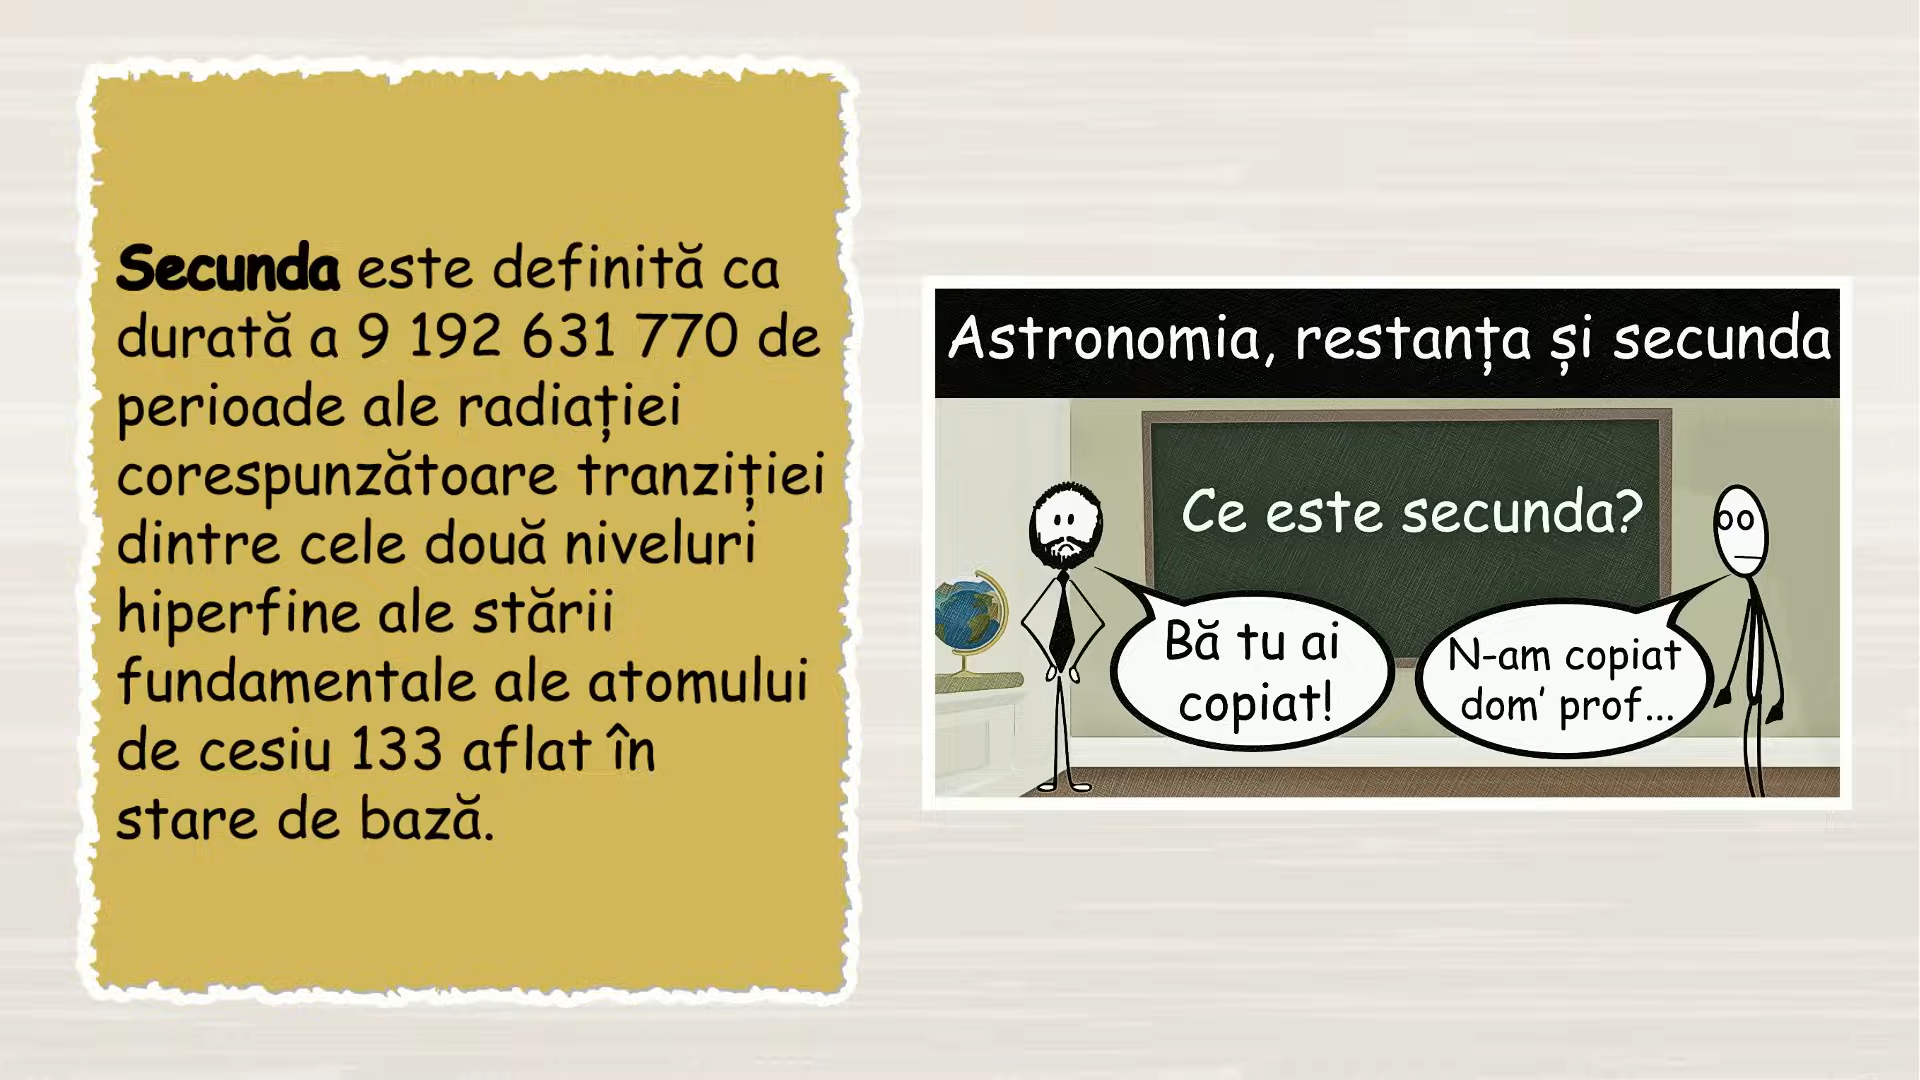 Secunda este definită ca
durată a 9 192 631 770 de
perioade ale radiației
corespunzătoare tranziției
dintre cele două niveluri
hiperfine ale stării
fundamentale ale atomului
de cesiu 133 aflat în
stare de bază.
Astronomia, restanța și secunda
Ce este secunda?
Bă tu ai
copiat!
N-am copiat
dom' prof...